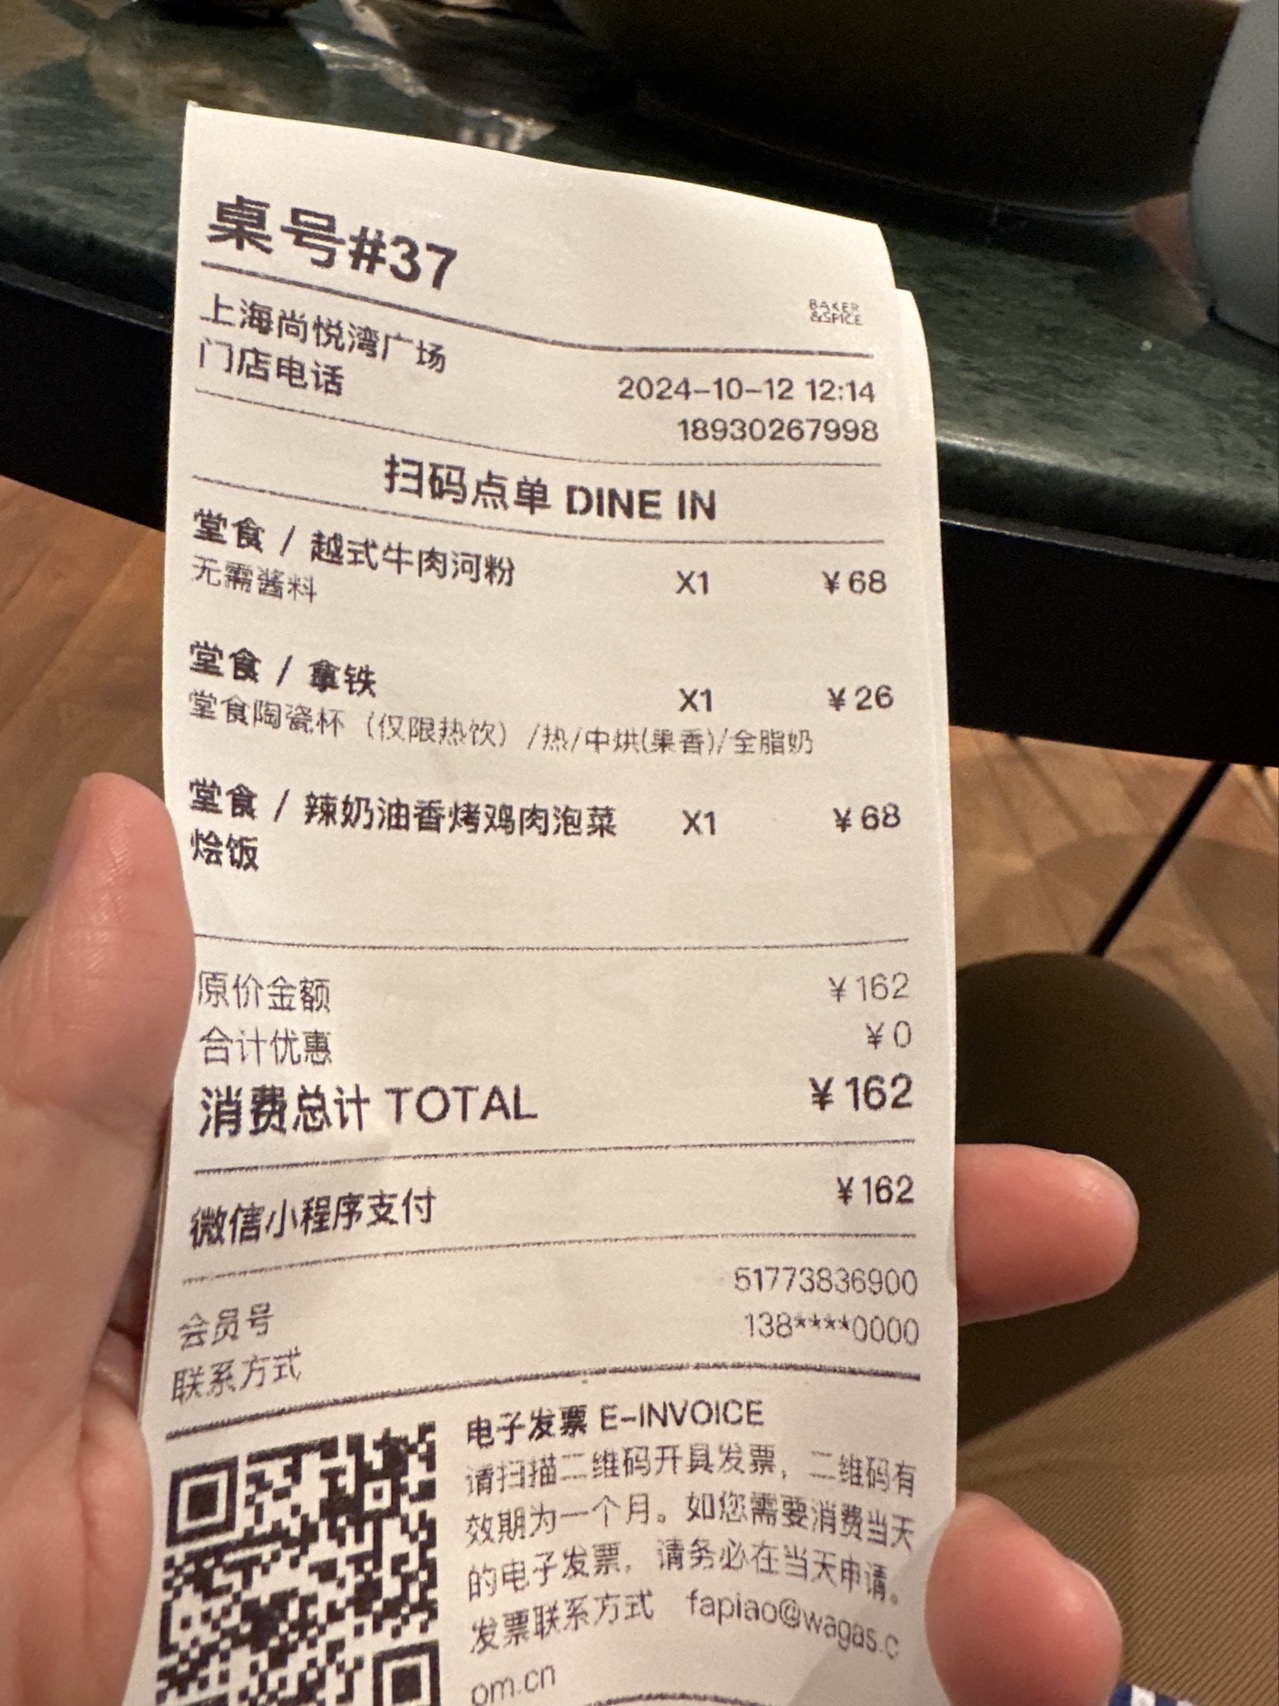 桌号#37
BAKER
&SPICE
上海尚悦湾广场 2024-10-12 12:14
门店电话 18930267998
扫码点单 DINE IN
堂食 / 越式牛肉河粉 X1 ¥68
无需酱料
堂食 / 拿铁 X1 ¥26
堂食陶瓷杯（仅限热饮）/热/中烘(果香)/全脂奶
堂食 / 辣奶油香烤鸡肉泡菜 X1 ¥68
烩饭
原价金额 ¥162
合计优惠 ¥0
消费总计 TOTAL ¥162
微信小程序支付 ¥162
会员号 51773836900
联系方式 138****0000
电子发票 E-INVOICE
请扫描二维码开具发票，二维码有
效期为一个月。如您需要消费当天
的电子发票，请务必在当天申请。
发票联系方式 fapiao@wagas.c
om.cn